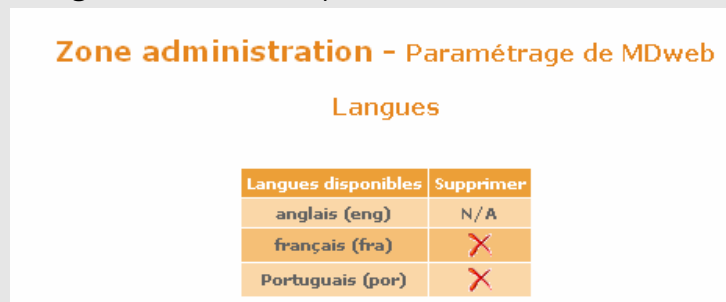 Zone administration - Paramétrage de MDweb
Langues
Langues disponibles Supprimer
anglais (eng) N/A
français (fra)
Portuguais (por)